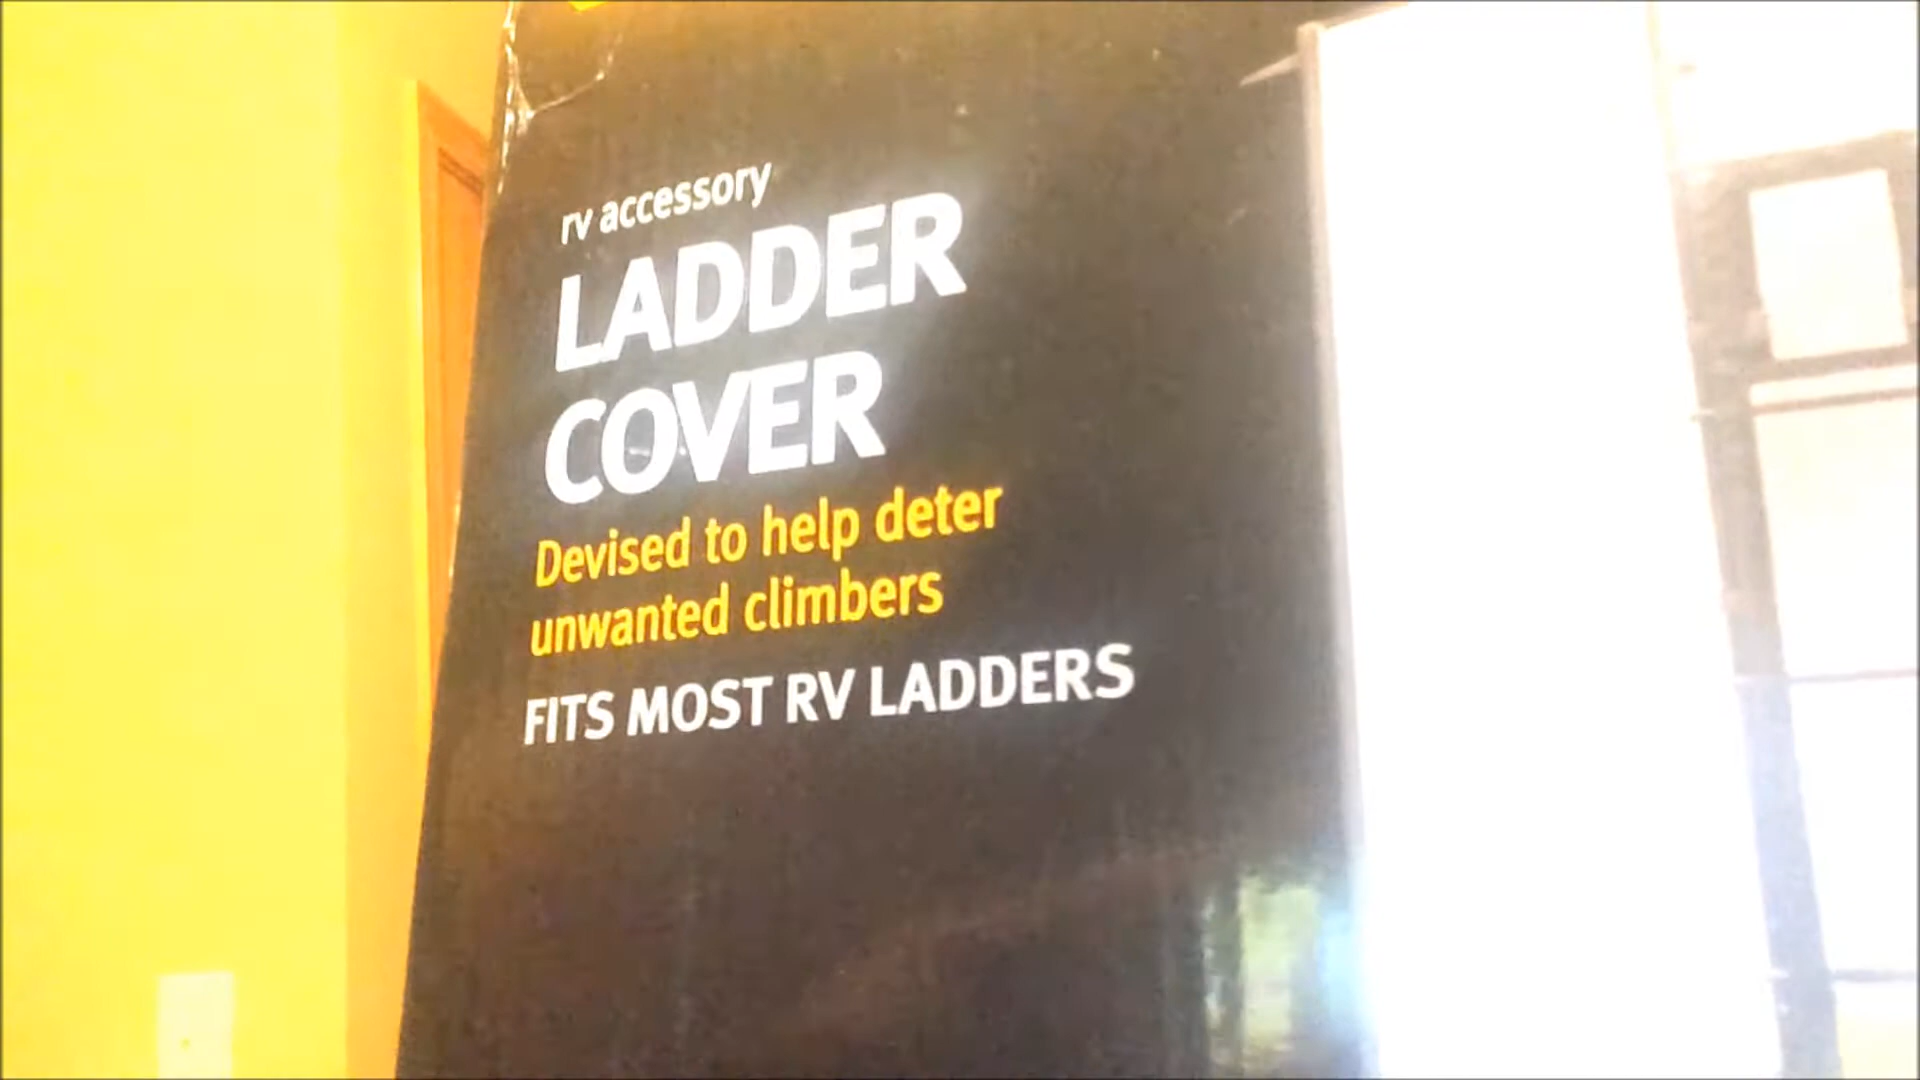 rv accessory
LADDER
COVER
Devised to help deter
unwanted climbers
FITS MOST RV LADDERS